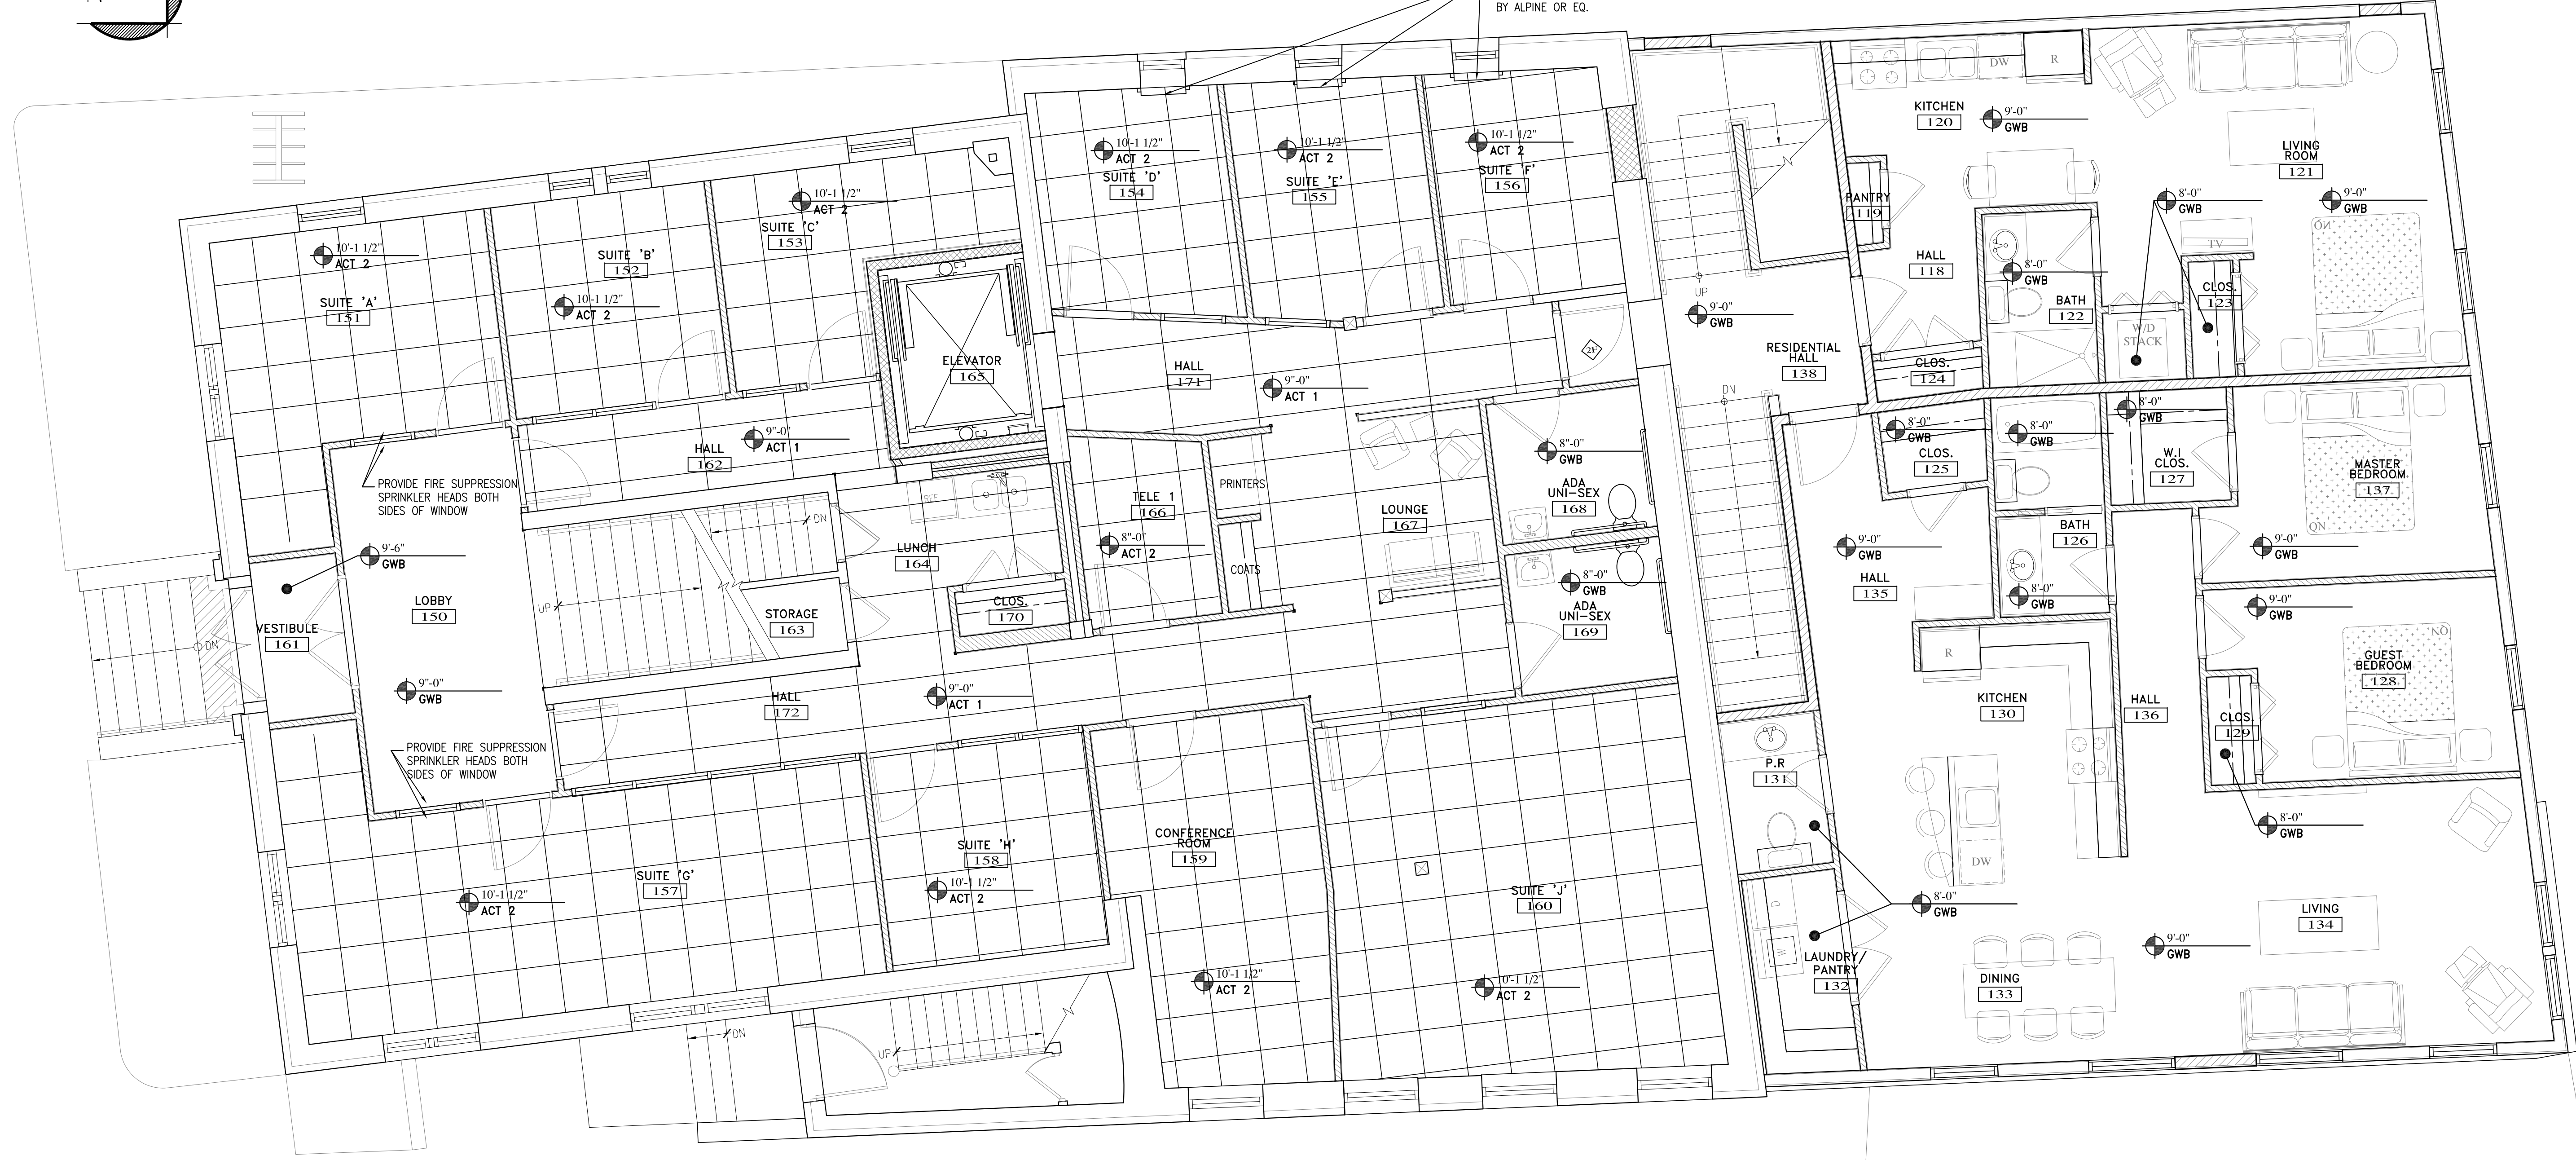 BY ALPINE OR EQ.
DW
R
KITCHEN
120
9'-0"
GWB
LIVING
ROOM
121
10'-1 1/2"
ACT 2
SUITE 'D'
154
10'-1 1/2"
ACT 2
SUITE 'E'
155
10'-1 1/2"
ACT 2
SUITE 'F'
156
PANTRY
119
8'-0"
GWB
9'-0"
GWB
10'-1 1/2"
ACT 2
SUITE 'C'
153
10'-1 1/2"
ACT 2
SUITE 'A'
151
SUITE 'B'
152
10'-1 1/2"
ACT 2
UP
9'-0"
GWB
HALL
118
8'-0"
GWB
BATH
122
TV
QN
CLOS.
123
W/D
STACK
ELEVATOR
165
HALL
171
9"-0"
ACT 1
2F
RESIDENTIAL
HALL
138
CLOS.
124
DN
HALL
162
9"-0"
ACT 1
8"-0"
GWB
8'-0"
GWB
8'-0"
GWB
8'-0"
GWB
CLOS.
125
W.I
CLOS.
127
MASTER
BEDROOM
137
QN
PROVIDE FIRE SUPPRESSION
SPRINKLER HEADS BOTH
SIDES OF WINDOW
REF
TELE 1
166
8"-0"
ACT 2
PRINTERS
COATS
LOUNGE
167
ADA
UNI-SEX
168
DN
UP
LUNCH
164
BATH
126
8'-0"
GWB
9'-0"
GWB
9'-0"
GWB
HALL
135
9'-6"
GWB
LOBBY
150
VESTIBULE
161
DN
STORAGE
163
CLOS.
170
8"-0"
GWB
ADA
UNI-SEX
169
9'-0"
GWB
QN
GUEST
BEDROOM
128
R
KITCHEN
130
HALL
136
CLOS.
129
9"-0"
GWB
HALL
172
9"-0"
ACT 1
PROVIDE FIRE SUPPRESSION
SPRINKLER HEADS BOTH
SIDES OF WINDOW
P.R
131
8'-0"
GWB
CONFERENCE
ROOM
159
SUITE 'H'
158
10'-1 1/2"
ACT 2
SUITE 'G'
157
10'-1 1/2"
ACT 2
SUITE 'J'
160
DW
8'-0"
GWB
D
W
LIVING
134
9'-0"
GWB
LAUNDRY/
PANTRY
132
DINING
133
10'-1 1/2"
ACT 2
10'-1 1/2"
ACT 2
DN
UP